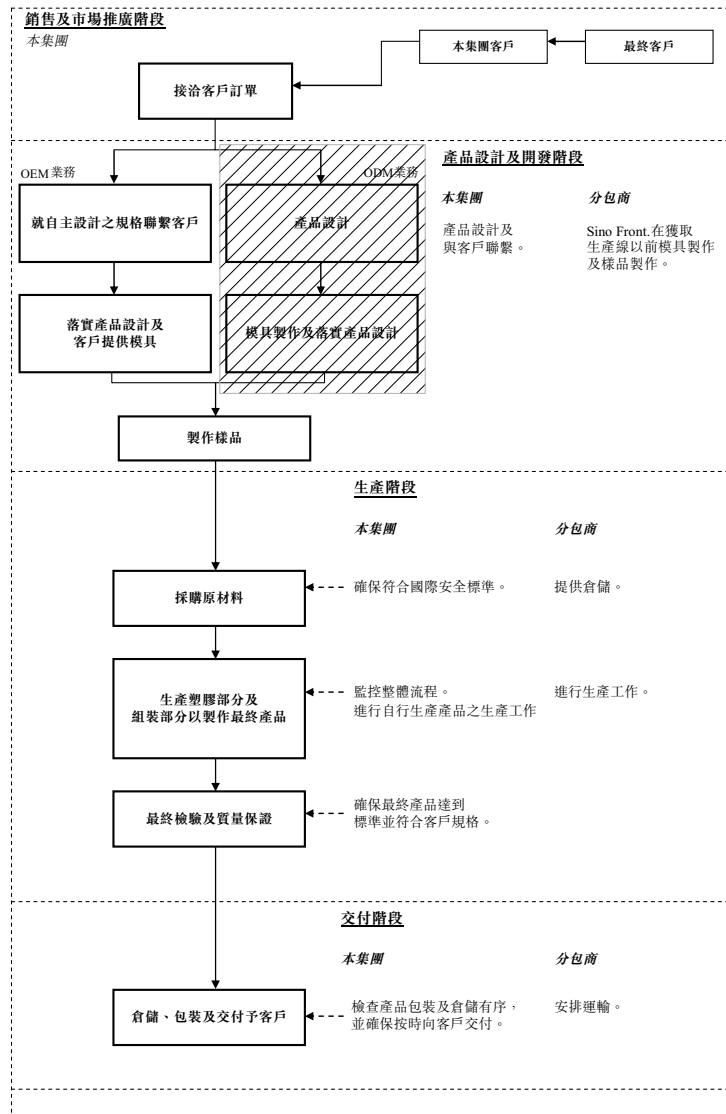 銷售及市場推廣階段
本集團
本集團客戶
最終客戶
接洽客戶訂單
產品設計及開發階段
OEM 業務
ODM 業務
本集團
分包商
就自主設計之規格聯繫客戶
產品設計
產品設計及
與客戶聯繫。
Sino Front.在獲取
生產線以前模具製作
及樣品製作。
落實產品設計及
客戶提供模具
模具製作及落實產品設計
製作樣品
生產階段
本集團
分包商
採購原材料
確保符合國際安全標準。
提供倉儲。
生產塑膠部分及
組裝部分以製作最終產品
監控整體流程。
進行自行生產產品之生產工作
進行生產工作。
最終檢驗及質量保證
確保最終產品達到
標準並符合客戶規格。
交付階段
本集團
分包商
倉儲、包裝及交付予客戶
檢查產品包裝及倉儲有序，
並確保按時向客戶交付。
安排運輸。